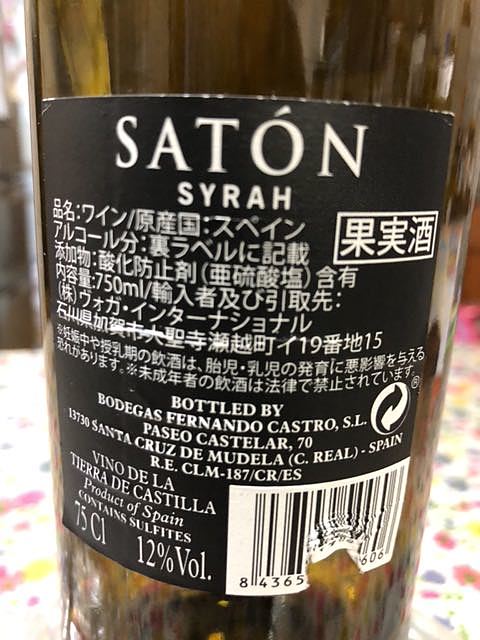 SATÓN
SYRAH
品名:ワイン/原産国:スペイン
アルコール分:裏ラベルに記載
果実酒
添加物:酸化防止剤(亜硫酸塩)含有
内容量:750ml/輸入者及び引取先:
(株)ヴォガ・インターナショナル
石川県加賀市大聖寺瀬越町イ19番地15
※妊娠中や授乳期の飲酒は、胎児・乳児の発育に悪影響を与える
恐れがあります。※未成年者の飲酒は法律で禁止されています。
®
BOTTLED BY
BODEGAS FERNANDO CASTRO, S.L.
PASEO CASTELAR, 70
13730 SANTA CRUZ DE MUDELA (C. REAL) - SPAIN
R.E. CLM-187/CR/ES
VINO DE LA
TIERRA DE CASTILLA
Product of Spain
CONTAINS SULFITES
75 Cl 12% Vol.
8 4365 606